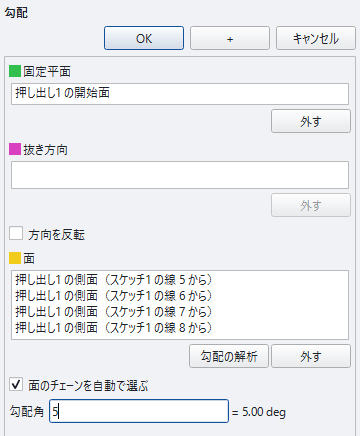 勾配
OK
+
キャンセル
固定平面
押し出し1 の開始面
外す
抜き方向
外す
方向を反転
面
押し出し1 の側面（スケッチ1 の線 5 から）
押し出し1 の側面（スケッチ1 の線 6 から）
押し出し1 の側面（スケッチ1 の線 7 から）
押し出し1 の側面（スケッチ1 の線 8 から）
勾配の解析
外す
面のチェーンを自動で選ぶ
勾配角 5 = 5.00 deg